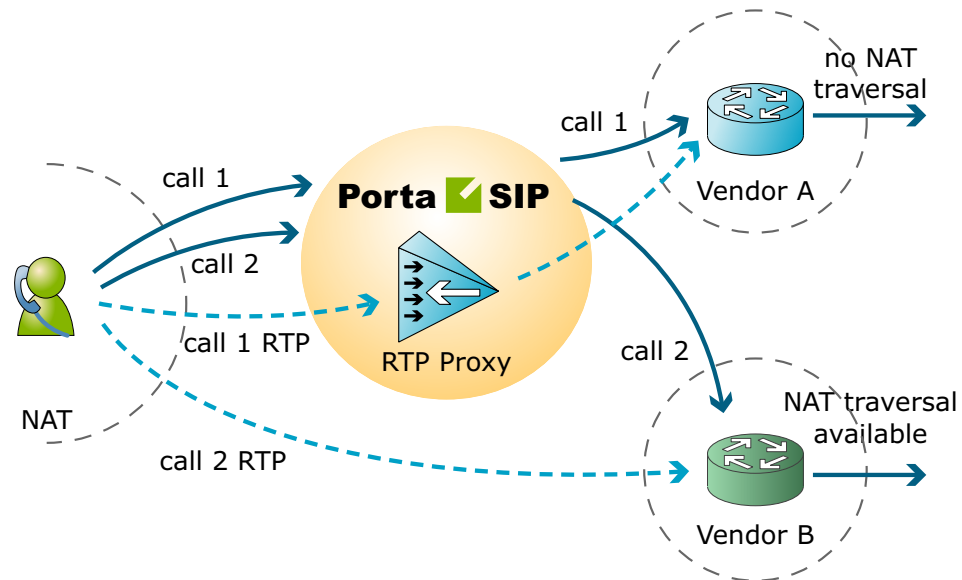 no NAT
traversal
call 1
Vendor A
call 1
Porta SIP
call 2
call 1 RTP
RTP Proxy
call 2
NAT
NAT traversal
available
call 2 RTP
Vendor B